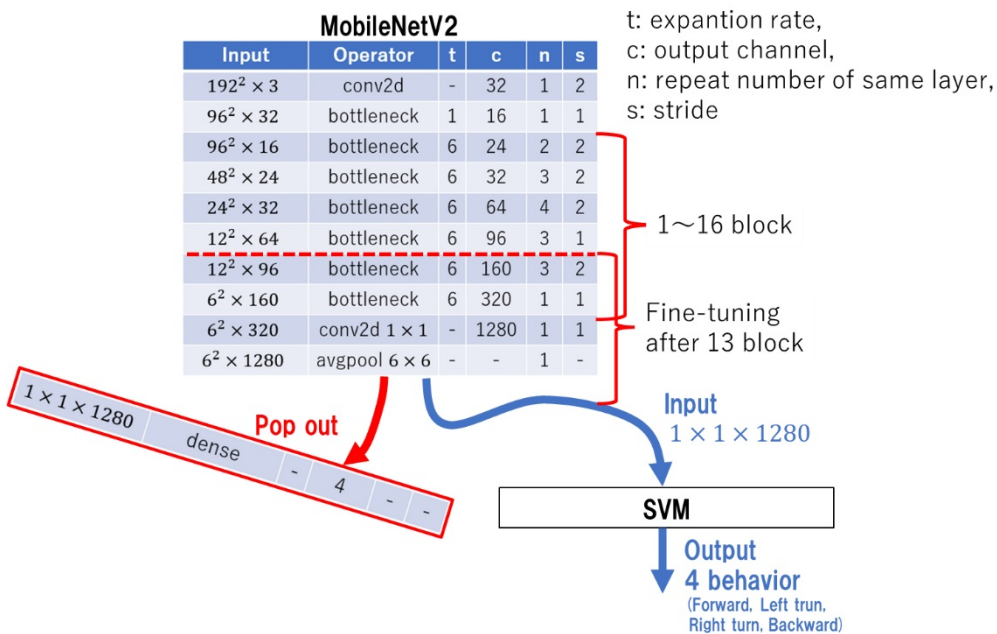 MobileNetV2
Input Operator t c n s
192² × 3 conv2d - 32 1 2
96² × 32 bottleneck 1 16 1 1
96² × 16 bottleneck 6 24 2 2
48² × 24 bottleneck 6 32 3 2
24² × 32 bottleneck 6 64 4 2
12² × 64 bottleneck 6 96 3 1
12² × 96 bottleneck 6 160 3 2
6² × 160 bottleneck 6 320 1 1
6² × 320 conv2d 1 × 1 - 1280 1 1
6² × 1280 avgpool 6 × 6 - - 1 -
t: expantion rate,
c: output channel,
n: repeat number of same layer,
s: stride
1～16 block
Fine-tuning
after 13 block
1 × 1 × 1280 dense - 4 - -
Pop out
Input
1 × 1 × 1280
SVM
Output
4 behavior
(Forward, Left trun,
Right turn, Backward)